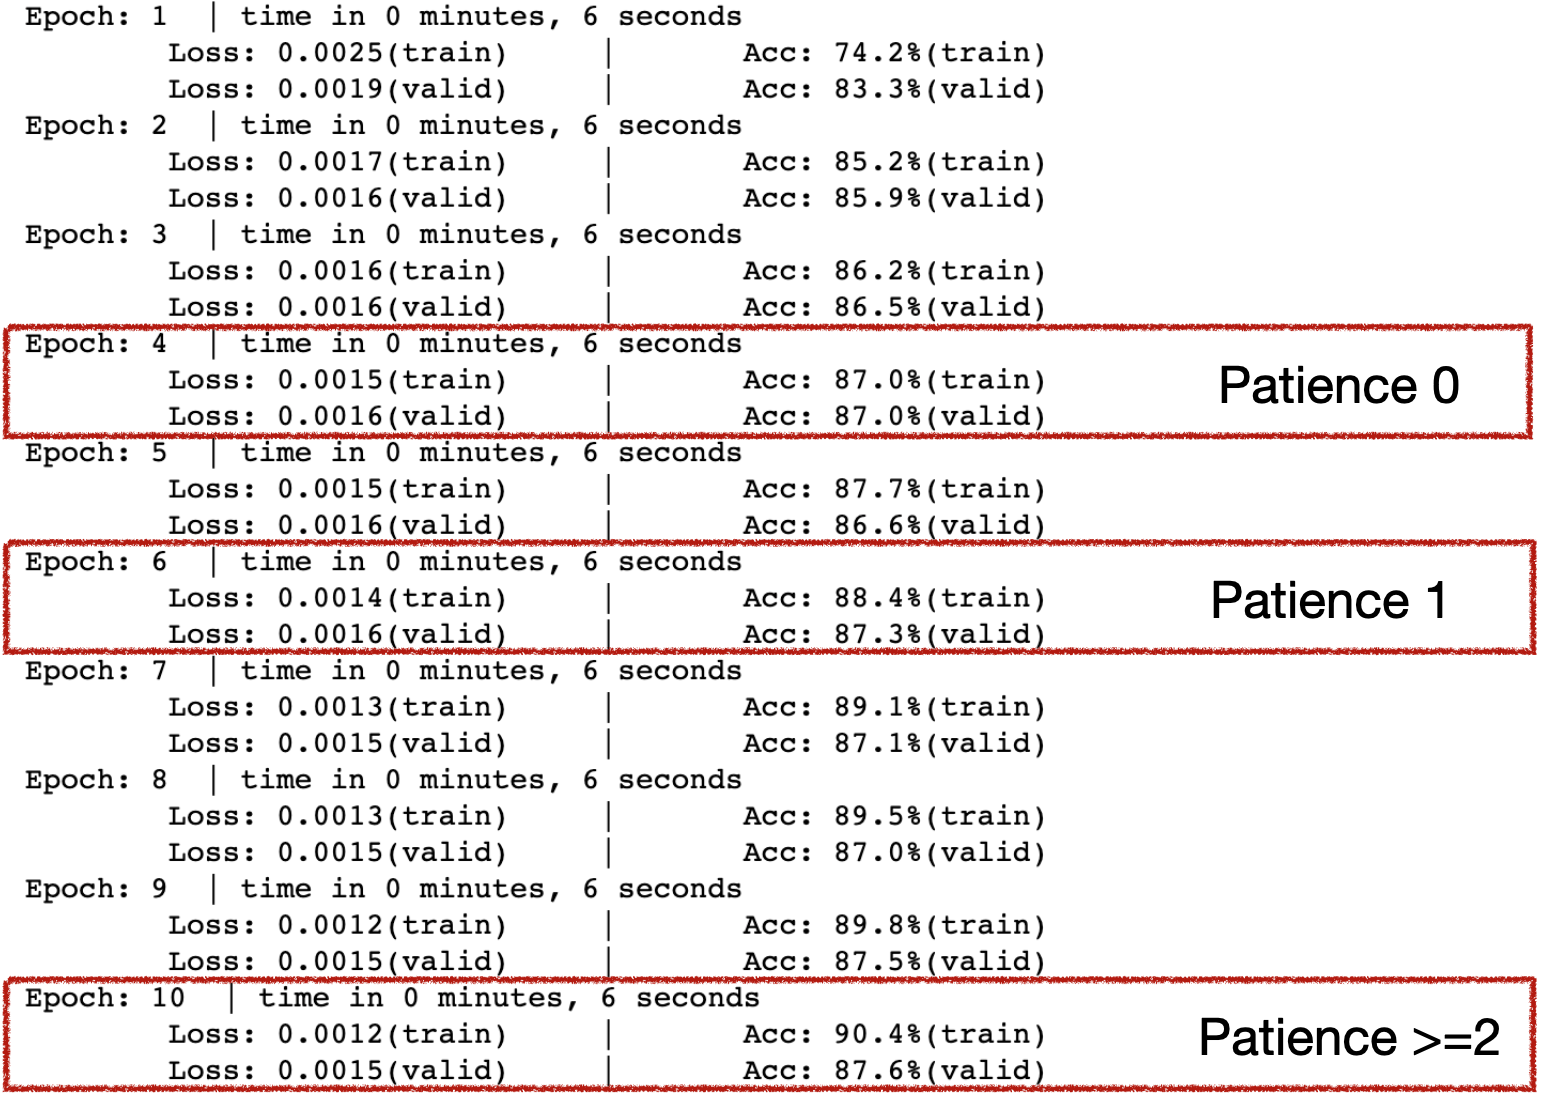 Epoch: 1 | time in 0 minutes, 6 seconds
Loss: 0.0025(train) | Acc: 74.2%(train)
Loss: 0.0019(valid) | Acc: 83.3%(valid)
Epoch: 2 | time in 0 minutes, 6 seconds
Loss: 0.0017(train) | Acc: 85.2%(train)
Loss: 0.0016(valid) | Acc: 85.9%(valid)
Epoch: 3 | time in 0 minutes, 6 seconds
Loss: 0.0016(train) | Acc: 86.2%(train)
Loss: 0.0016(valid) | Acc: 86.5%(valid)
Epoch: 4 | time in 0 minutes, 6 seconds
Loss: 0.0015(train) | Acc: 87.0%(train)
Patience 0
Loss: 0.0016(valid) | Acc: 87.0%(valid)
Epoch: 5 | time in 0 minutes, 6 seconds
Loss: 0.0015(train) | Acc: 87.7%(train)
Loss: 0.0016(valid) | Acc: 86.6%(valid)
Epoch: 6 | time in 0 minutes, 6 seconds
Loss: 0.0014(train) | Acc: 88.4%(train)
Patience 1
Loss: 0.0016(valid) | Acc: 87.3%(valid)
Epoch: 7 | time in 0 minutes, 6 seconds
Loss: 0.0013(train) | Acc: 89.1%(train)
Loss: 0.0015(valid) | Acc: 87.1%(valid)
Epoch: 8 | time in 0 minutes, 6 seconds
Loss: 0.0013(train) | Acc: 89.5%(train)
Loss: 0.0015(valid) | Acc: 87.0%(valid)
Epoch: 9 | time in 0 minutes, 6 seconds
Loss: 0.0012(train) | Acc: 89.8%(train)
Loss: 0.0015(valid) | Acc: 87.5%(valid)
Epoch: 10 | time in 0 minutes, 6 seconds
Loss: 0.0012(train) | Acc: 90.4%(train)
Patience >=2
Loss: 0.0015(valid) | Acc: 87.6%(valid)